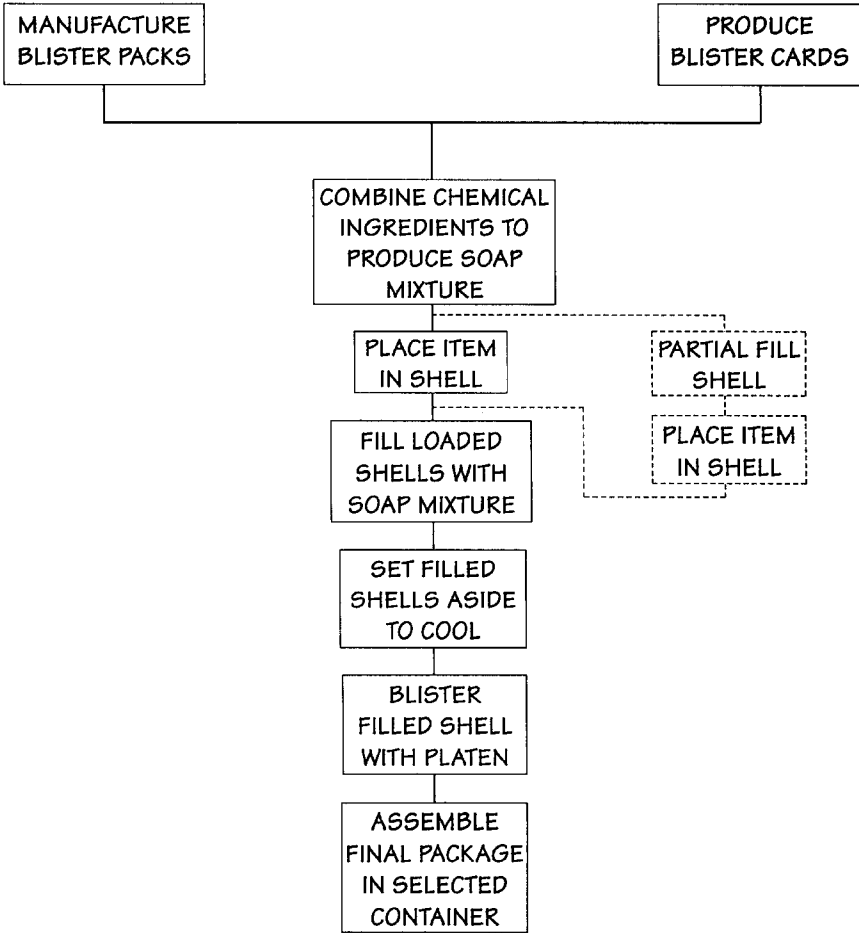 MANUFACTURE
BLISTER PACKS
PRODUCE
BLISTER CARDS
COMBINE CHEMICAL
INGREDIENTS TO
PRODUCE SOAP
MIXTURE
PLACE ITEM
IN SHELL
PARTIAL FILL
SHELL
PLACE ITEM
IN SHELL
FILL LOADED
SHELLS WITH
SOAP MIXTURE
SET FILLED
SHELLS ASIDE
TO COOL
BLISTER
FILLED SHELL
WITH PLATEN
ASSEMBLE
FINAL PACKAGE
IN SELECTED
CONTAINER